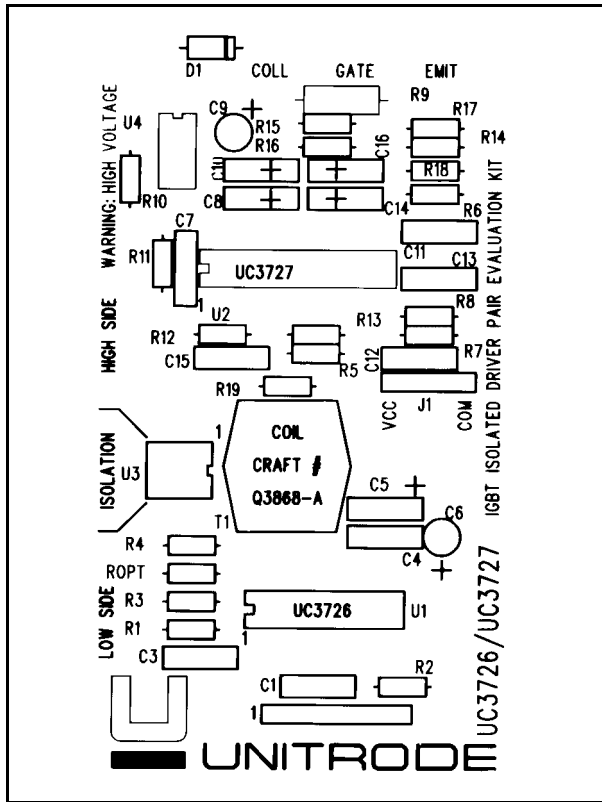 D1
COLL
GATE
EMIT
WARNING: HIGH VOLTAGE
U4
C9
R15
R16
R9
R17
R14
C10
C16
R18
R10
C8
C14
R6
C7
C11
R11
UC3727
C13
1
HIGH SIDE
U2
R12
R13
R8
C15
R5
C12
R7
R19
J1
VCC
COM
IGBT ISOLATED DRIVER PAIR EVALUATION KIT
ISOLATION
1
U3
COIL
CRAFT #
Q3868-A
T1
C5
C6
C4
R4
ROPT
R3
R1
LOW SIDE
UC3726
U1
1
C3
C1
R2
1
UC3726/UC3727
UNITRODE